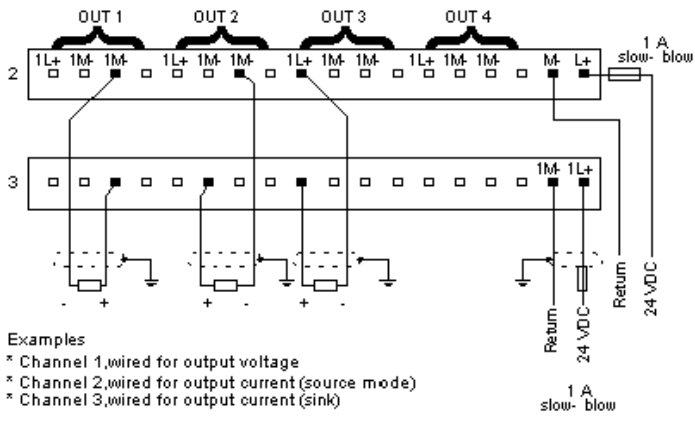 OUT 1 OUT 2 OUT 3 OUT 4
1 A
slow- blow
1L+ 1M- 1M- 1L+ 1M- 1M- 1L+ 1M- 1M- 1L+ 1M- 1M- M- L+
2
1M- 1L+
3
- + + - + -
Return
24 VDC
Return
24 VDC
Examples
* Channel 1,wired for output voltage
* Channel 2,wired for output current (source mode)
* Channel 3,wired for output current (sink)
1 A
slow- blow